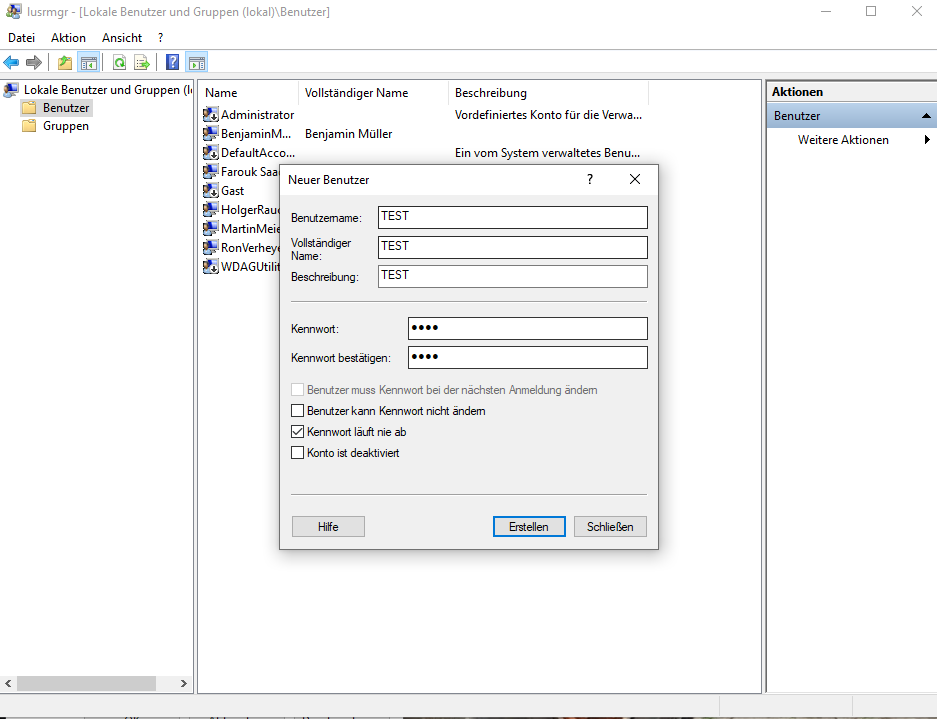 lusrmgr - [Lokale Benutzer und Gruppen (lokal)\Benutzer]
Datei Aktion Ansicht ?
Lokale Benutzer und Gruppen (l
Benutzer
Gruppen
Name Vollständiger Name Beschreibung
Administrator Vordefiniertes Konto für die Verwa...
BenjaminM... Benjamin Müller
DefaultAcco... Ein vom System verwaltetes Benu...
Farouk Saa
Gast
HolgerRau
MartinMeie
RonVerheye
WDAGUtilit
Neuer Benutzer ?
Benutzername: TEST
Vollständiger
Name: TEST
Beschreibung: TEST
Kennwort: ●●●●
Kennwort bestätigen: ●●●●
Benutzer muss Kennwort bei der nächsten Anmeldung ändern
Benutzer kann Kennwort nicht ändern
Kennwort läuft nie ab
Konto ist deaktiviert
Hilfe Erstellen Schließen
Aktionen
Benutzer
Weitere Aktionen